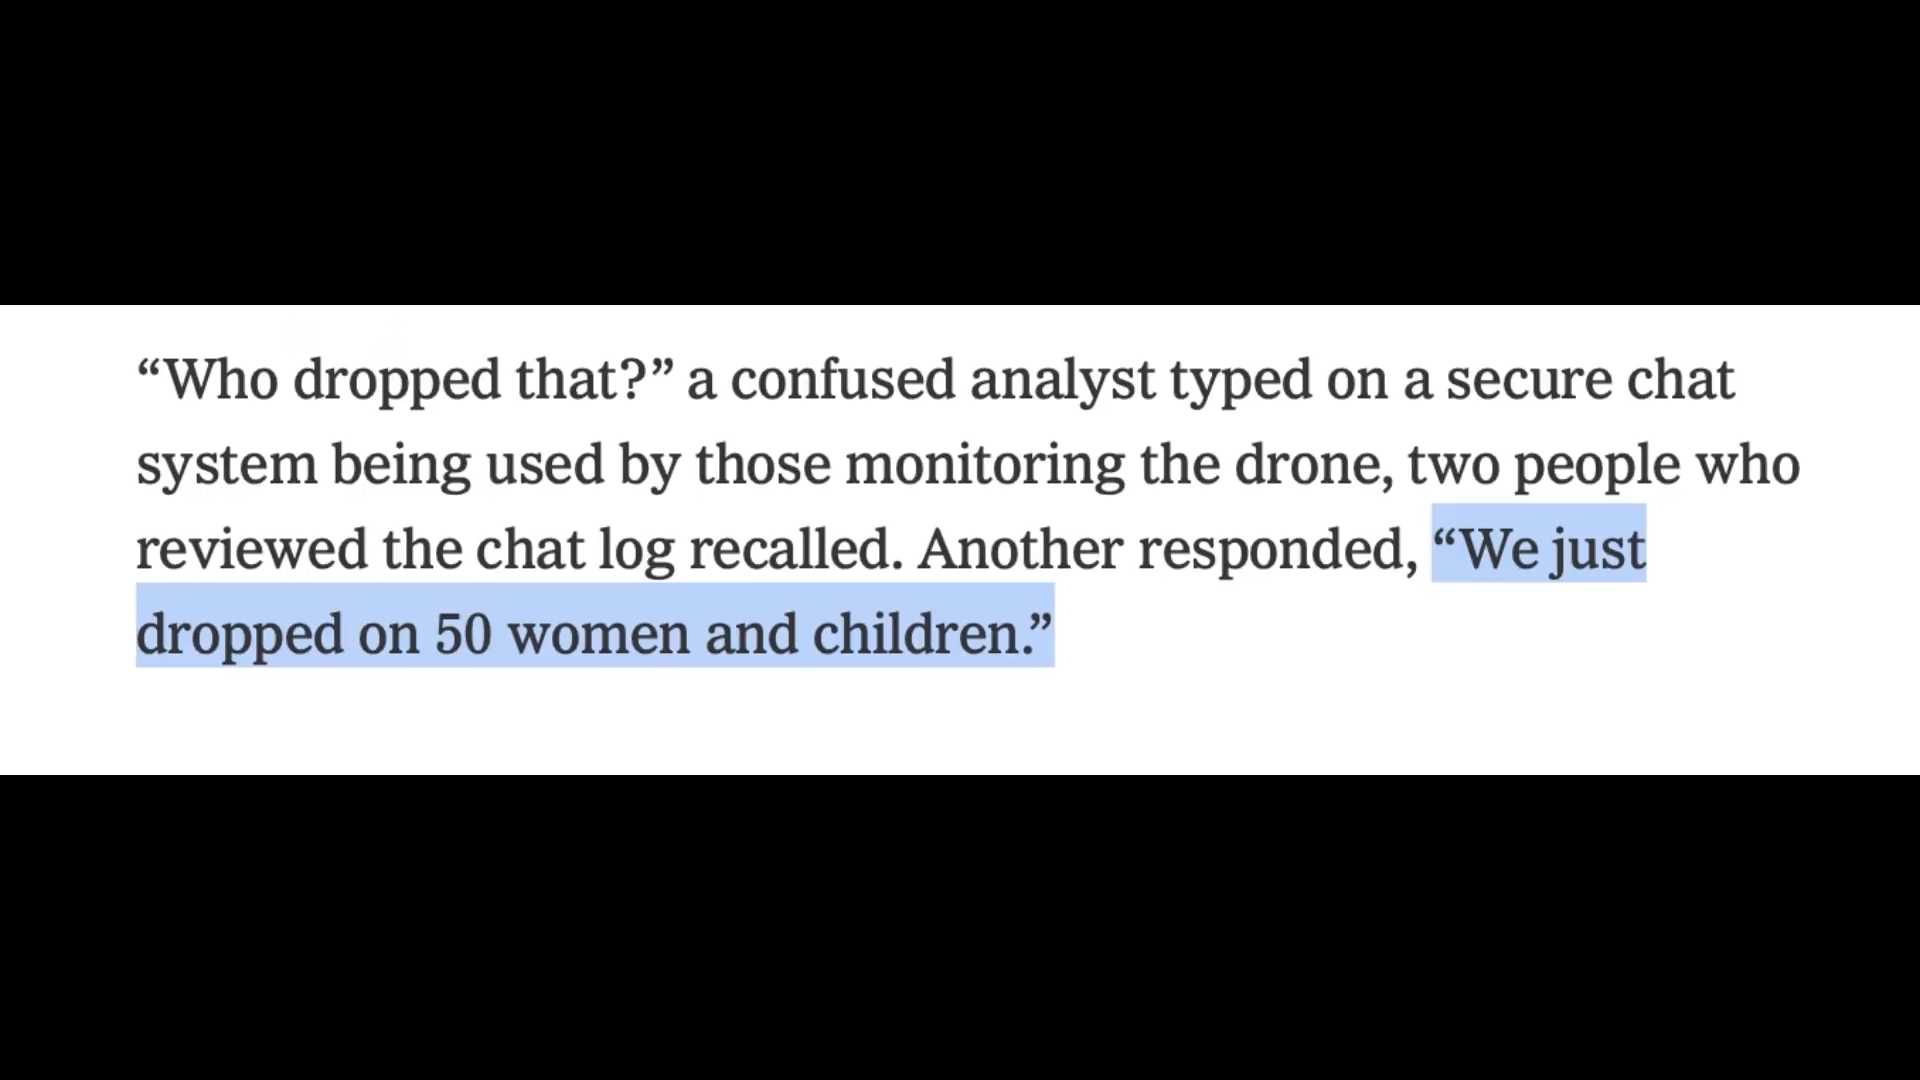 “Who dropped that?” a confused analyst typed on a secure chat
system being used by those monitoring the drone, two people who
reviewed the chat log recalled. Another responded, “We just
dropped on 50 women and children.”